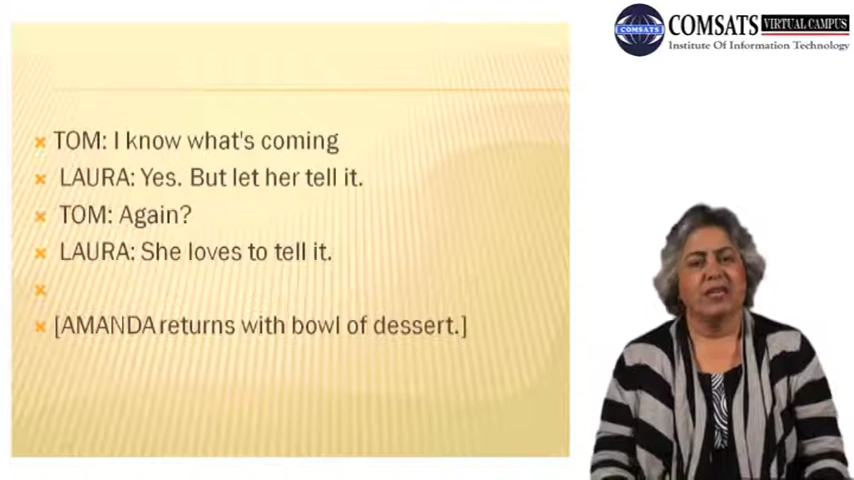 COMSATS
COMSATS VIRTUAL CAMPUS
Institute Of Information Technology
TOM: I know what's coming
LAURA: Yes. But let her tell it.
TOM: Again?
LAURA: She loves to tell it.
[AMANDA returns with bowl of dessert.]